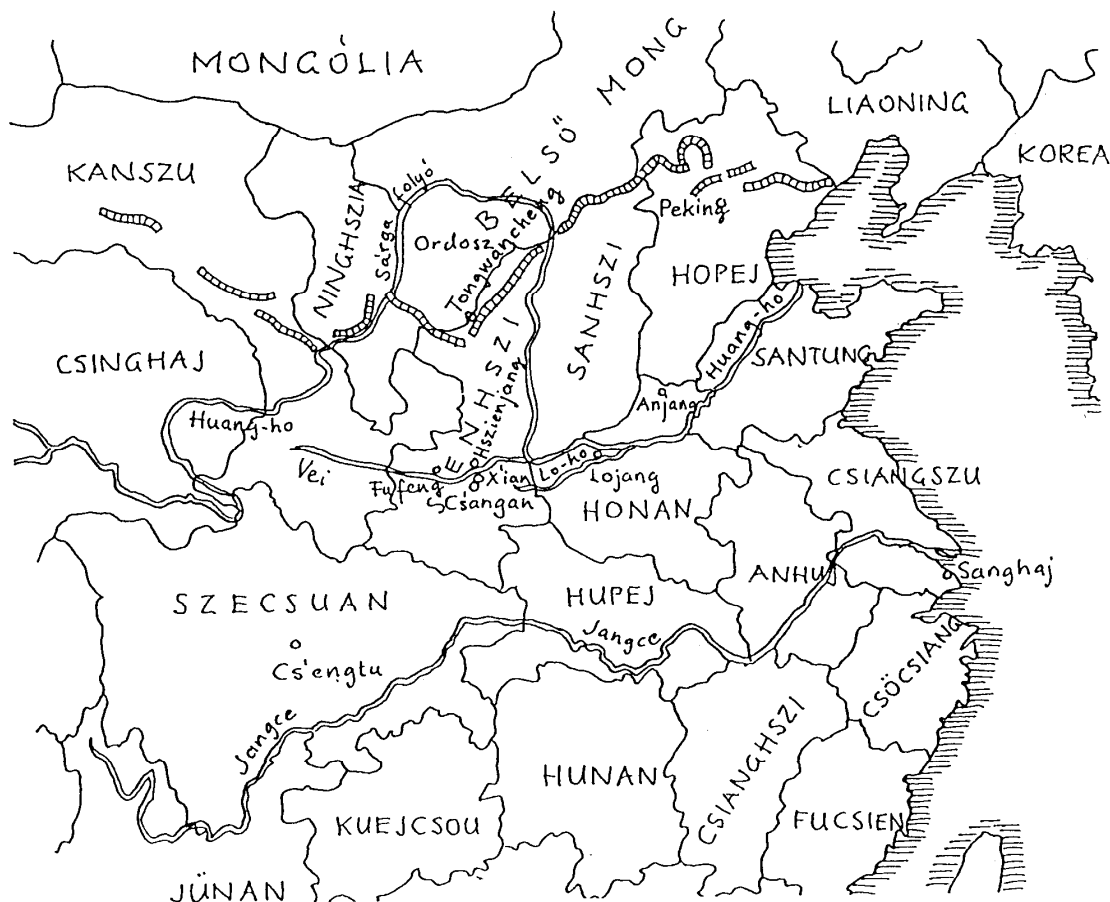 MONGÓLIA
BELSŐ MONG
LIAONING
KOREA
KANSZU
NINGHSZIA
Sárga folyó
Ordosz
Tongwancheng
Peking
HOPEJ
SANHSZI
CSINGHAJ
Huang-ho
Huang-ho
SANTUNG
Anjang
SENHSZI
Hszienjang
Vei
Fufeng
Xian
Lo-ho
Lojang
Csangan
HONAN
CSIANGSZU
ANHUJ
Sanghaj
SZECSUAN
HUPEJ
Jangce
Cs'engtu
CSÖCSIANG
Jangce
HUNAN
CSIANGHSZI
KUEJCSOU
FUCSIEN
JÜNAN